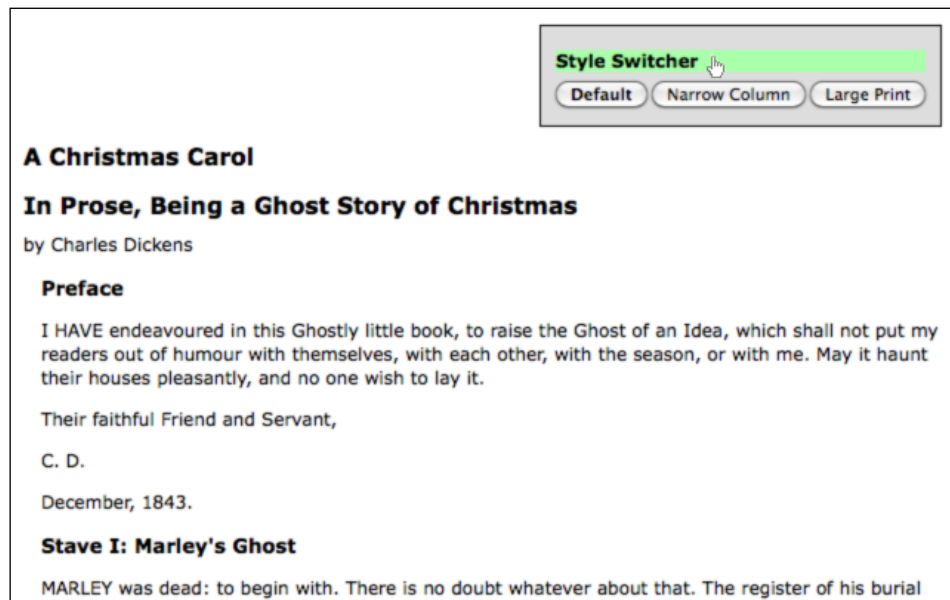 Style Switcher
Default Narrow Column Large Print
A Christmas Carol
In Prose, Being a Ghost Story of Christmas
by Charles Dickens
Preface
I HAVE endeavoured in this Ghostly little book, to raise the Ghost of an Idea, which shall not put my
readers out of humour with themselves, with each other, with the season, or with me. May it haunt
their houses pleasantly, and no one wish to lay it.
Their faithful Friend and Servant,
C. D.
December, 1843.
Stave I: Marley's Ghost
MARLEY was dead: to begin with. There is no doubt whatever about that. The register of his burial